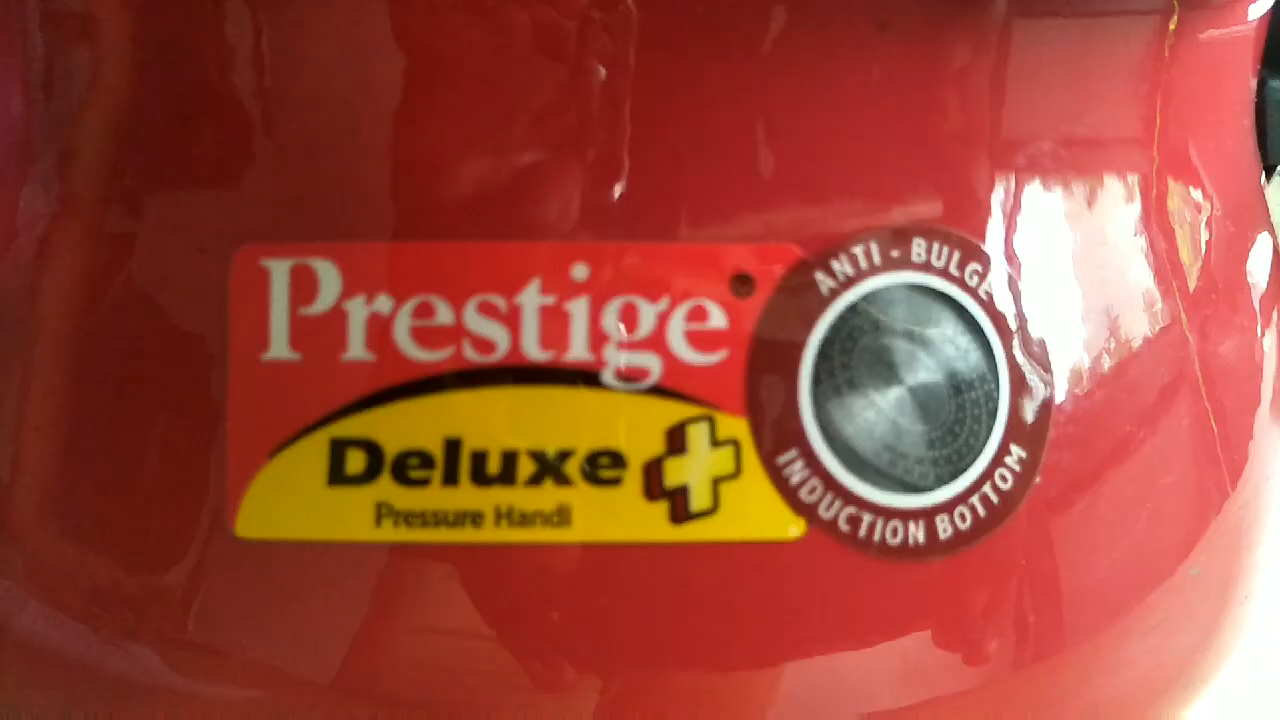 Prestige
Deluxe+
Pressure Handi
ANTI - BULGE
INDUCTION BOTTOM